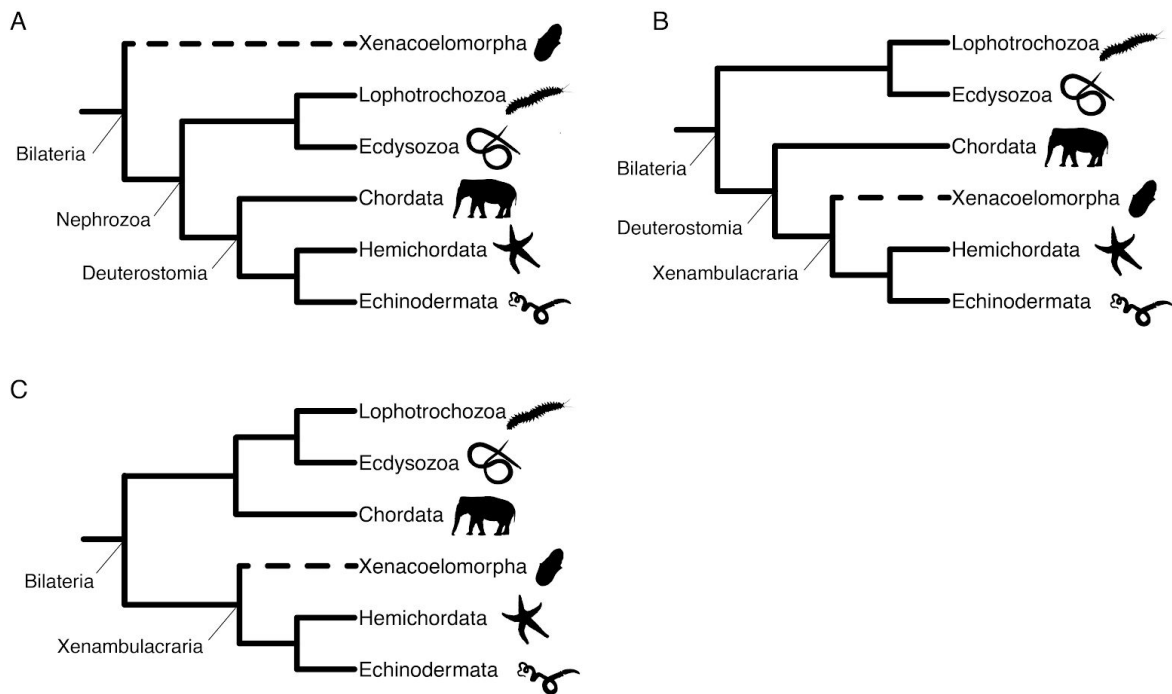 A
Xenacoelomorpha
Lophotrochozoa
Ecdysozoa
Bilateria
Chordata
Nephrozoa
Hemichordata
Deuterostomia
Echinodermata
B
Lophotrochozoa
Ecdysozoa
Chordata
Bilateria
Xenacoelomorpha
Deuterostomia
Hemichordata
Xenambulacraria
Echinodermata
C
Lophotrochozoa
Ecdysozoa
Chordata
Xenacoelomorpha
Bilateria
Hemichordata
Xenambulacraria
Echinodermata